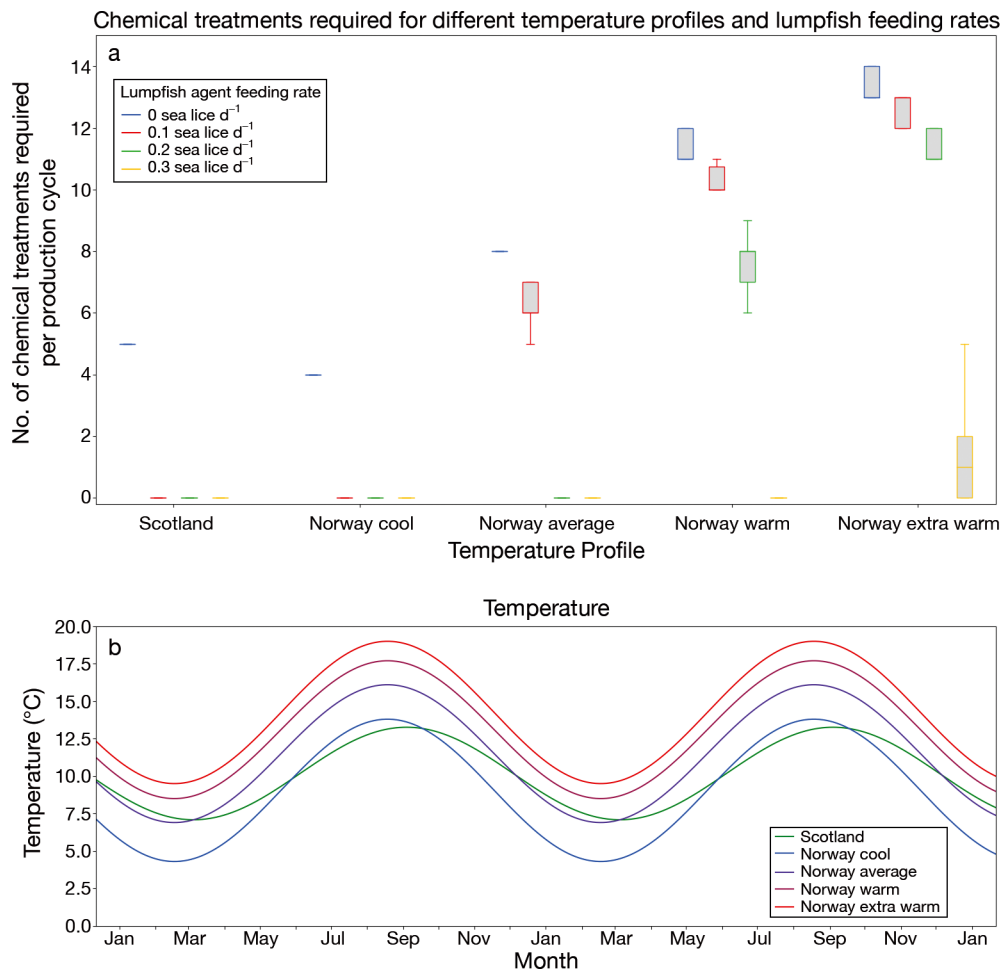 Chemical treatments required for different temperature profiles and lumpfish feeding rates
a
No. of chemical treatments required
per production cycle
14
12
10
8
6
4
2
0
Lumpfish agent feeding rate
0 sea lice d⁻¹
0.1 sea lice d⁻¹
0.2 sea lice d⁻¹
0.3 sea lice d⁻¹
Scotland
Norway cool
Norway average
Norway warm
Norway extra warm
Temperature Profile
Temperature
b
Temperature (°C)
20.0
17.5
15.0
12.5
10.0
7.5
5.0
2.5
0.0
Scotland
Norway cool
Norway average
Norway warm
Norway extra warm
Jan Mar May Jul Sep Nov Jan Mar May Jul Sep Nov Jan
Month